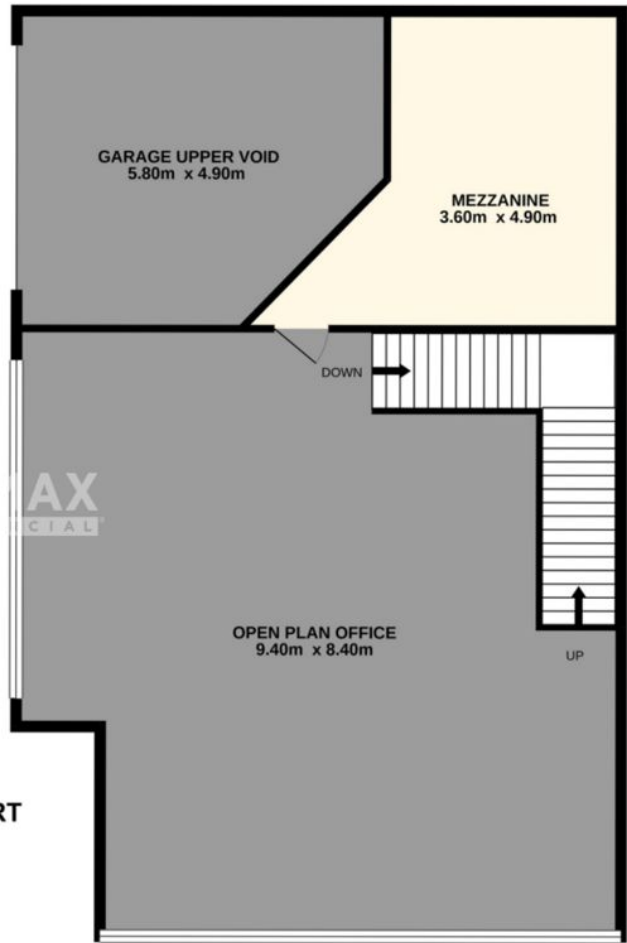 GARAGE UPPER VOID
5.80m x 4.90m
MEZZANINE
3.60m x 4.90m
DOWN
OPEN PLAN OFFICE
9.40m x 8.40m
UP